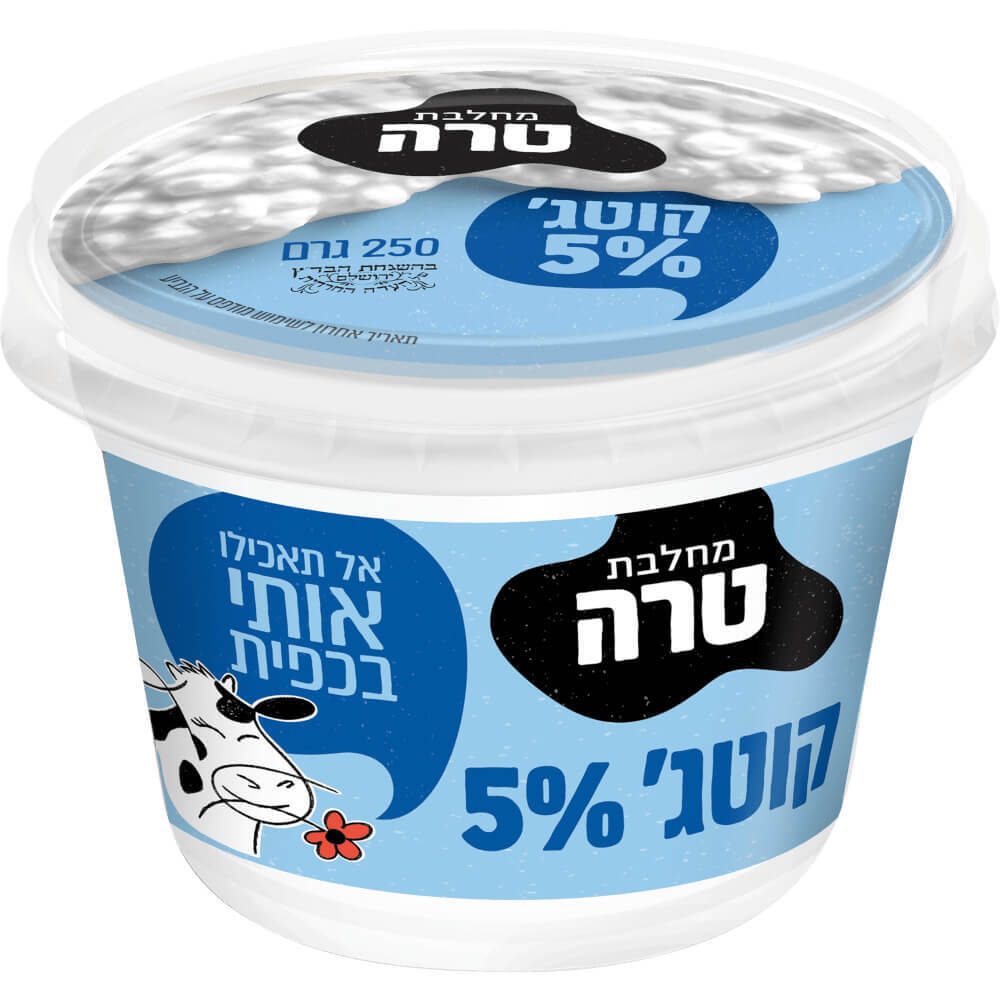 מחלבת
טרה
קוטג'
5%
250 גרם
בהשגחת הבד"ץ
ירושלים
תאריך אחרון לשימוש מודפס על הגביע
אל תאכילו
אותי
בכפית
מחלבת
טרה
קוטג' 5%